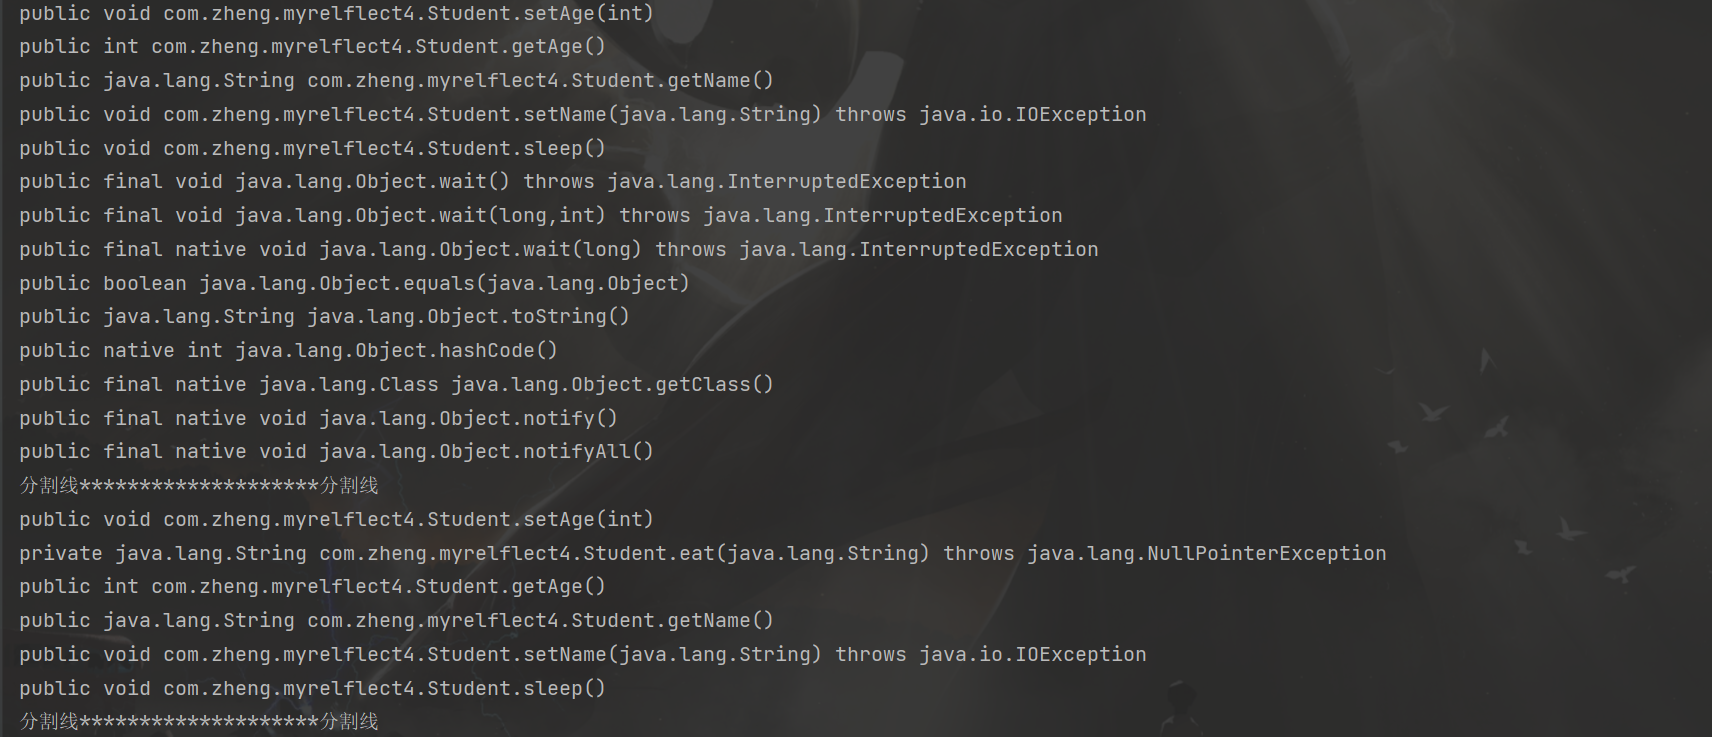 public void com.zheng.myrelflect4.Student.setAge(int)
public int com.zheng.myrelflect4.Student.getAge()
public java.lang.String com.zheng.myrelflect4.Student.getName()
public void com.zheng.myrelflect4.Student.setName(java.lang.String) throws java.io.IOException
public void com.zheng.myrelflect4.Student.sleep()
public final void java.lang.Object.wait() throws java.lang.InterruptedException
public final void java.lang.Object.wait(long,int) throws java.lang.InterruptedException
public final native void java.lang.Object.wait(long) throws java.lang.InterruptedException
public boolean java.lang.Object.equals(java.lang.Object)
public java.lang.String java.lang.Object.toString()
public native int java.lang.Object.hashCode()
public final native java.lang.Class java.lang.Object.getClass()
public final native void java.lang.Object.notify()
public final native void java.lang.Object.notifyAll()
分割线********************分割线
public void com.zheng.myrelflect4.Student.setAge(int)
private java.lang.String com.zheng.myrelflect4.Student.eat(java.lang.String) throws java.lang.NullPointerException
public int com.zheng.myrelflect4.Student.getAge()
public java.lang.String com.zheng.myrelflect4.Student.getName()
public void com.zheng.myrelflect4.Student.setName(java.lang.String) throws java.io.IOException
public void com.zheng.myrelflect4.Student.sleep()
分割线********************分割线